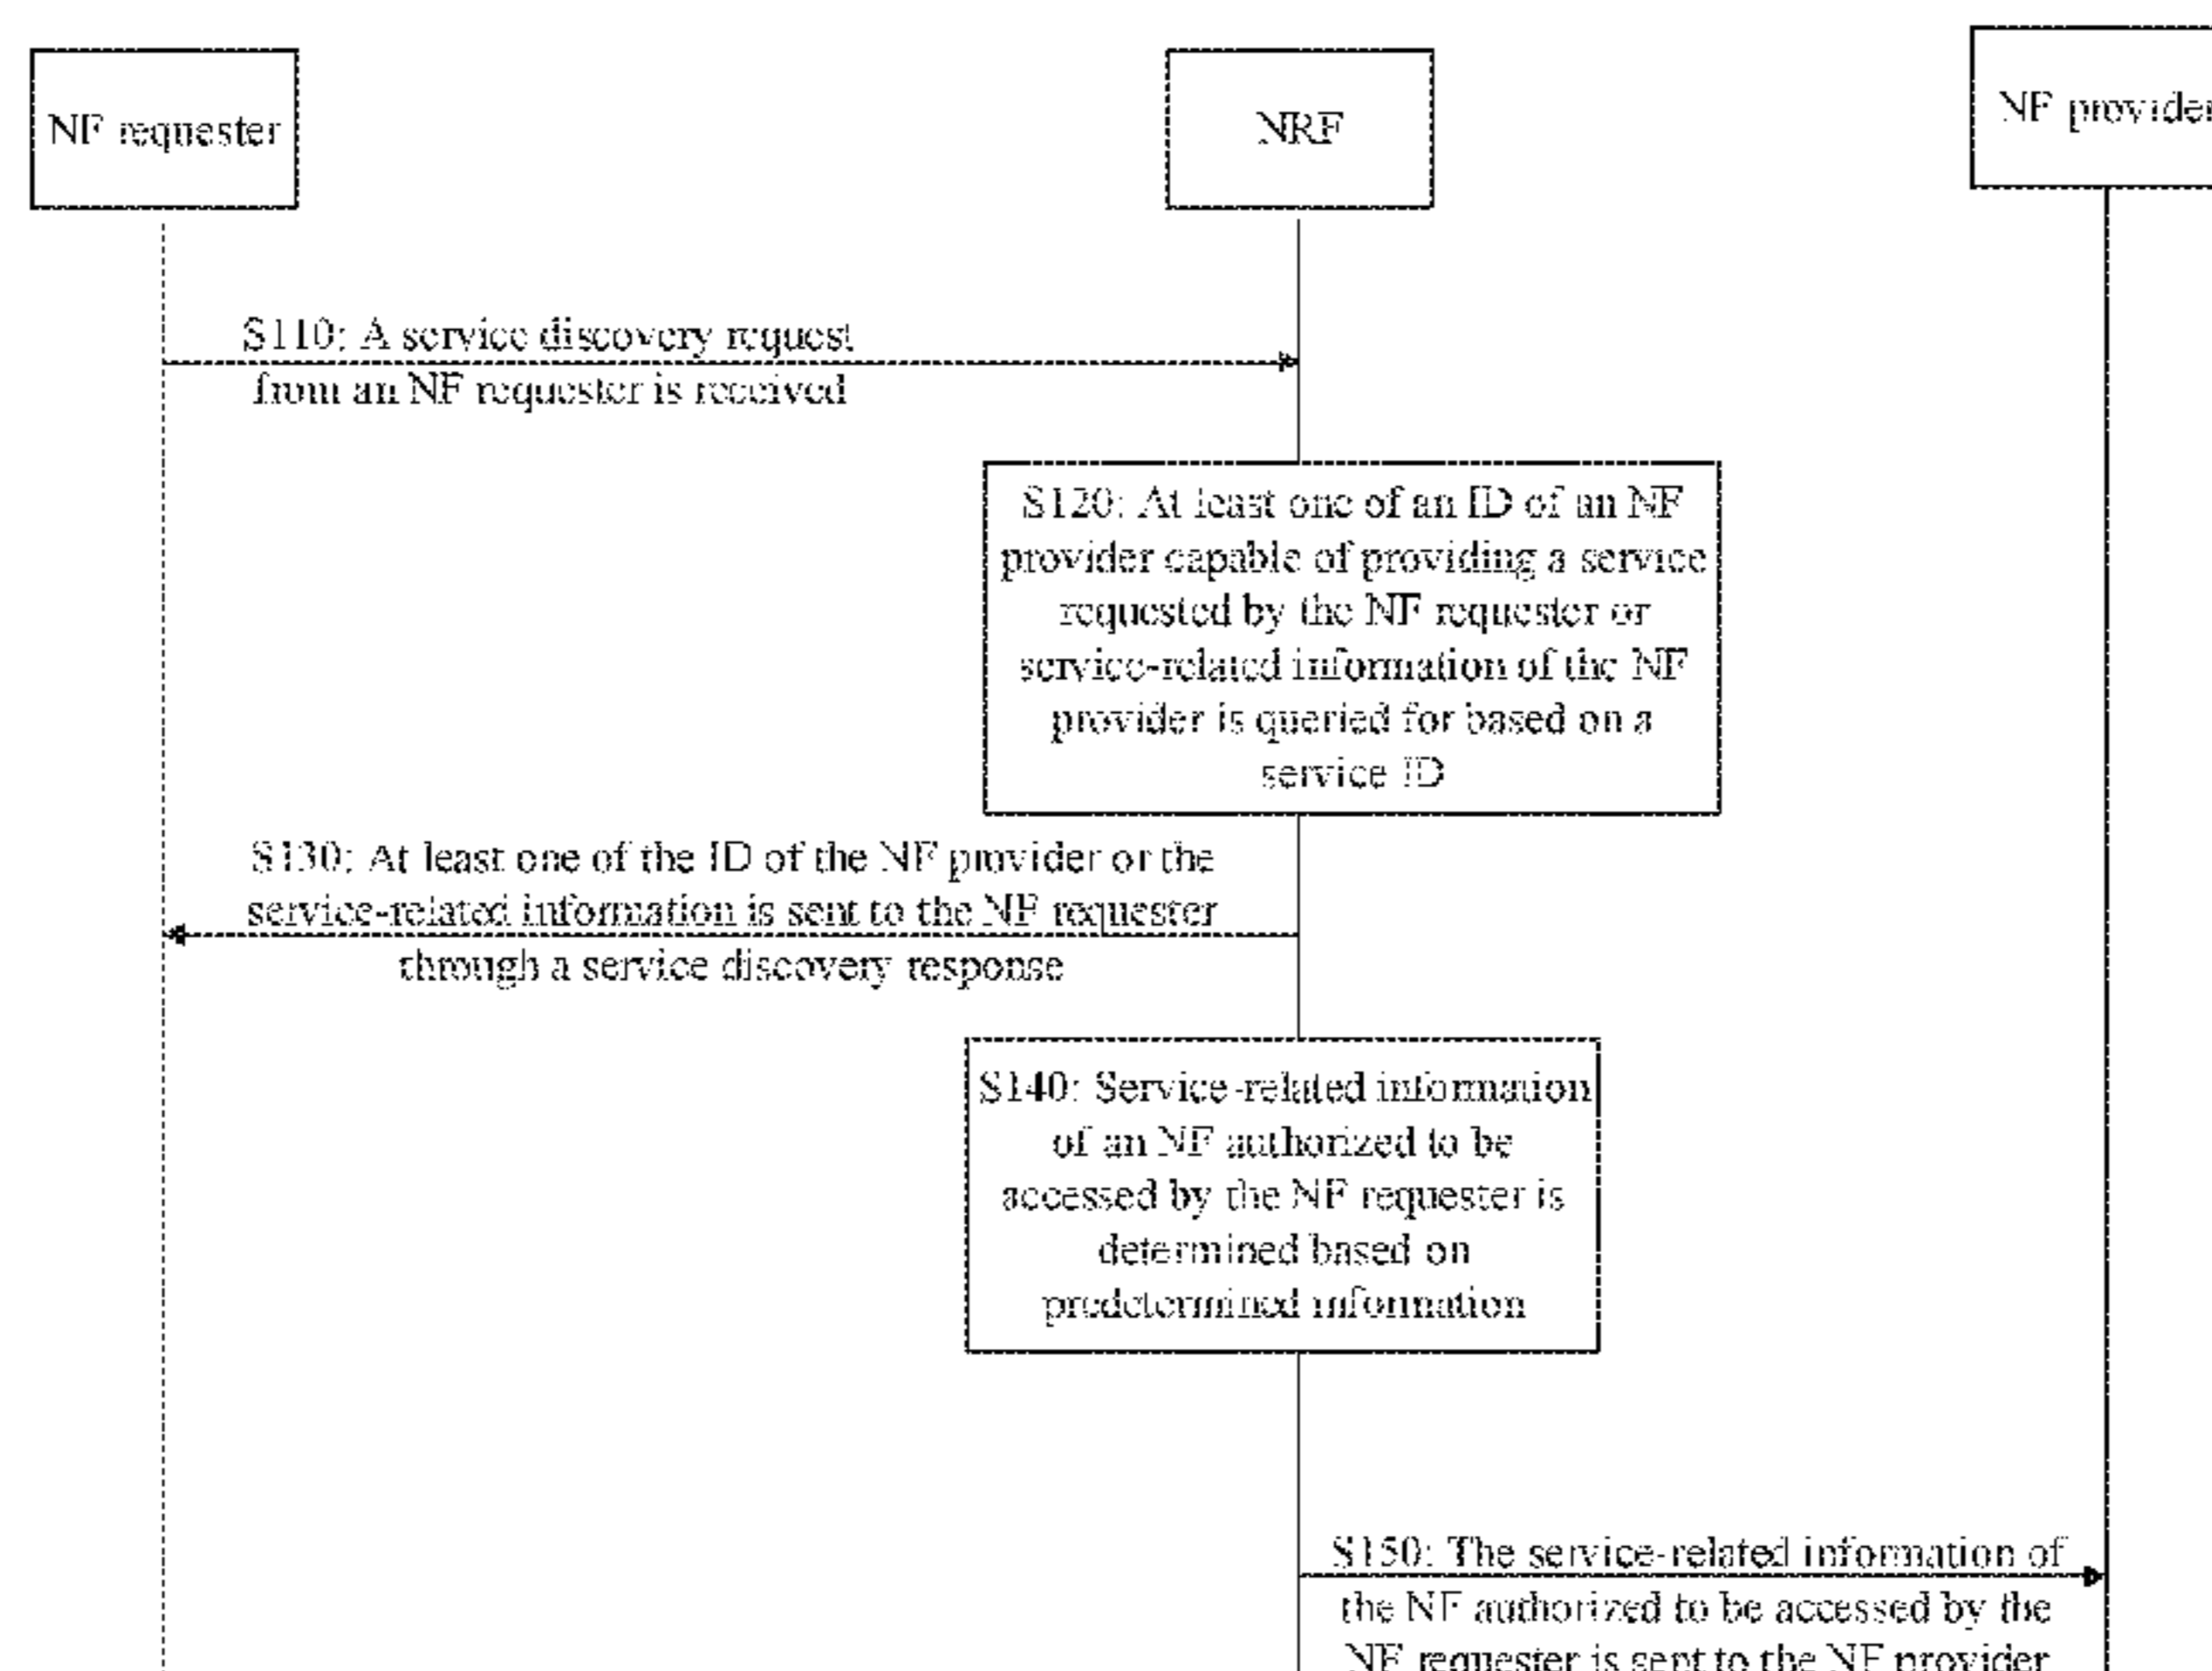 NF requester
NRF
NF provider
S110: A service discovery request
from an NF requester is received
S120: At least one of an ID of an NF
provider capable of providing a service
requested by the NF requester or
service-related information of the NF
provider is queried for based on a
service ID
S130: At least one of the ID of the NF provider or the
service-related information is sent to the NF requester
through a service discovery response
S140: Service-related information
of an NF authorized to be
accessed by the NF requester is
determined based on
predetermined information
S150: The service-related information of
the NF authorized to be accessed by the
NF requester is sent to the NF provider